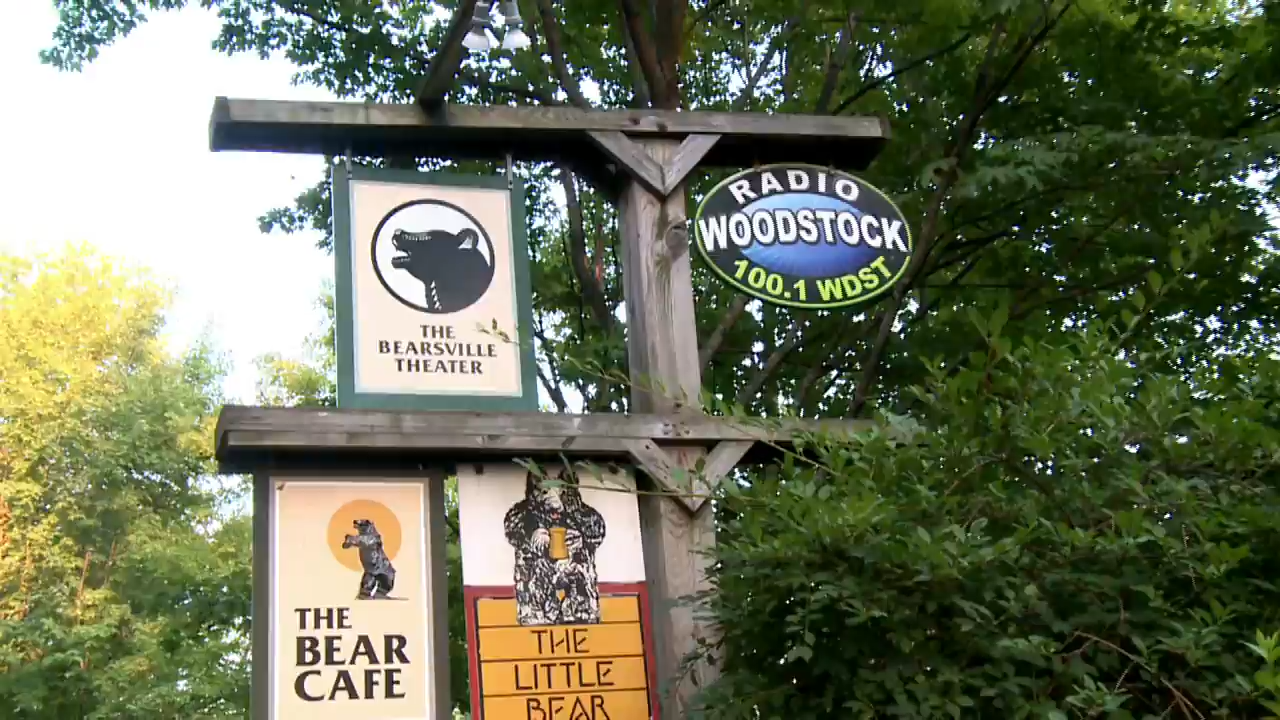 RADIO
WOODSTOCK
100.1 WDST
THE
BEARSVILLE
THEATER
THE
BEAR
CAFE
THE
LITTLE
BEAR